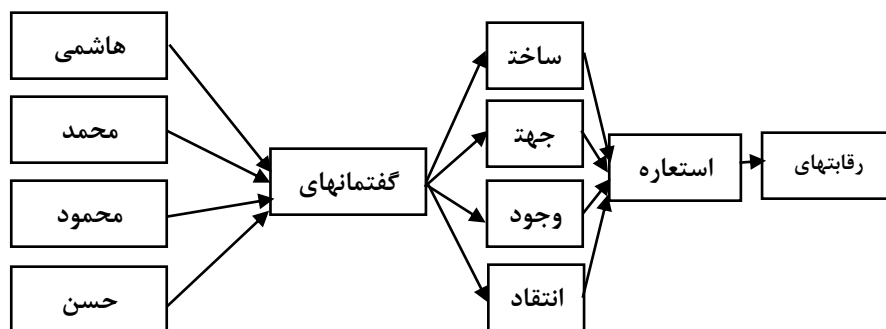 هاشمی
محمد
محمود
حسن
گفتمانهای
ساخت
جهت
وجود
انتقاد
استعاره
رقابتهای